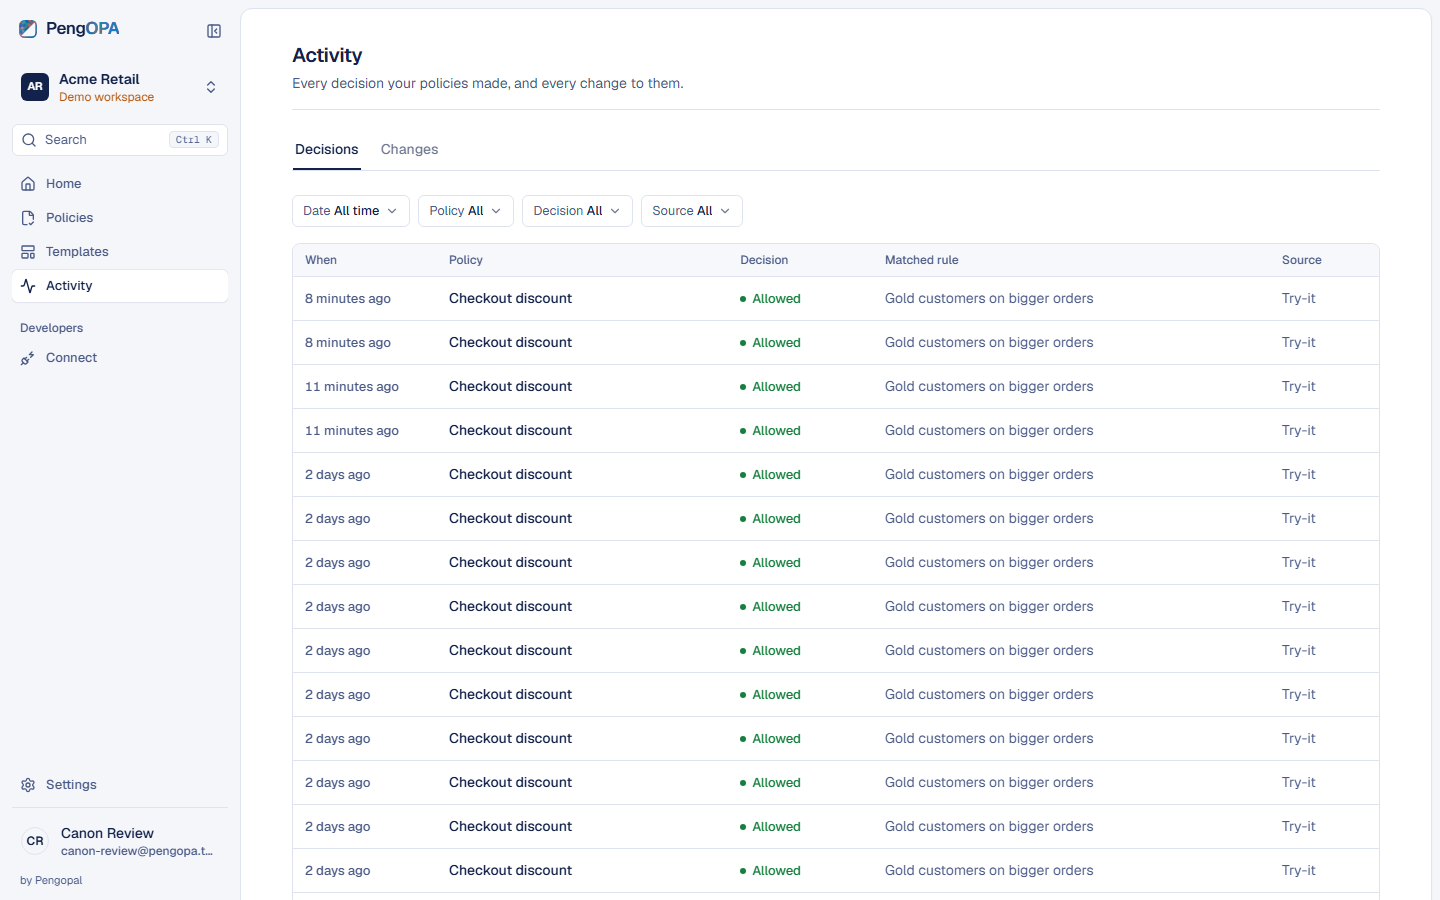 PengOPA
AR
Acme Retail
Demo workspace
Search
Ctrl K
Home
Policies
Templates
Activity
Developers
Connect
Settings
CR
Canon Review
canon-review@pengopa.t...
by Pengopal
Activity
Every decision your policies made, and every change to them.
Decisions Changes
Date All time Policy All Decision All Source All
When Policy Decision Matched rule Source
8 minutes ago Checkout discount Allowed Gold customers on bigger orders Try-it
8 minutes ago Checkout discount Allowed Gold customers on bigger orders Try-it
11 minutes ago Checkout discount Allowed Gold customers on bigger orders Try-it
11 minutes ago Checkout discount Allowed Gold customers on bigger orders Try-it
2 days ago Checkout discount Allowed Gold customers on bigger orders Try-it
2 days ago Checkout discount Allowed Gold customers on bigger orders Try-it
2 days ago Checkout discount Allowed Gold customers on bigger orders Try-it
2 days ago Checkout discount Allowed Gold customers on bigger orders Try-it
2 days ago Checkout discount Allowed Gold customers on bigger orders Try-it
2 days ago Checkout discount Allowed Gold customers on bigger orders Try-it
2 days ago Checkout discount Allowed Gold customers on bigger orders Try-it
2 days ago Checkout discount Allowed Gold customers on bigger orders Try-it
2 days ago Checkout discount Allowed Gold customers on bigger orders Try-it
2 days ago Checkout discount Allowed Gold customers on bigger orders Try-it